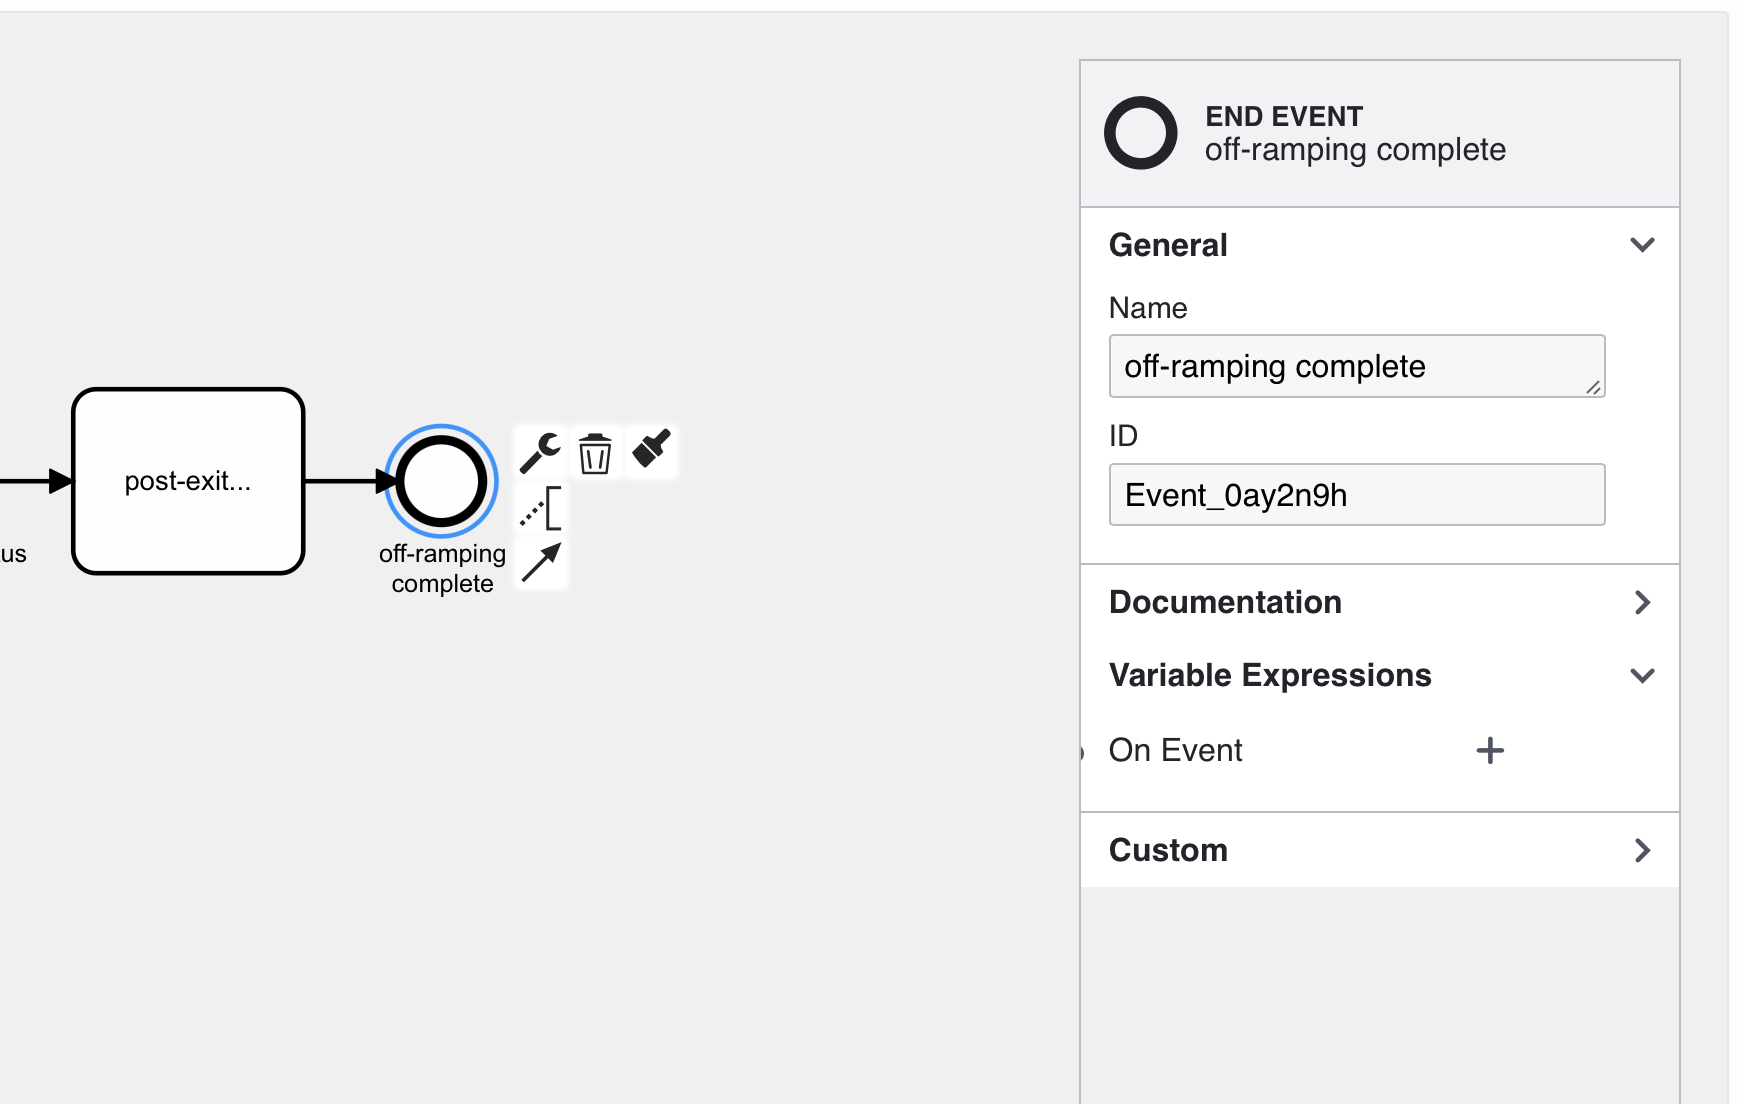 END EVENT
off-ramping complete
General
Name
off-ramping complete
ID
Event_0ay2n9h
Documentation
Variable Expressions
On Event
Custom
post-exit...
us
off-ramping
complete